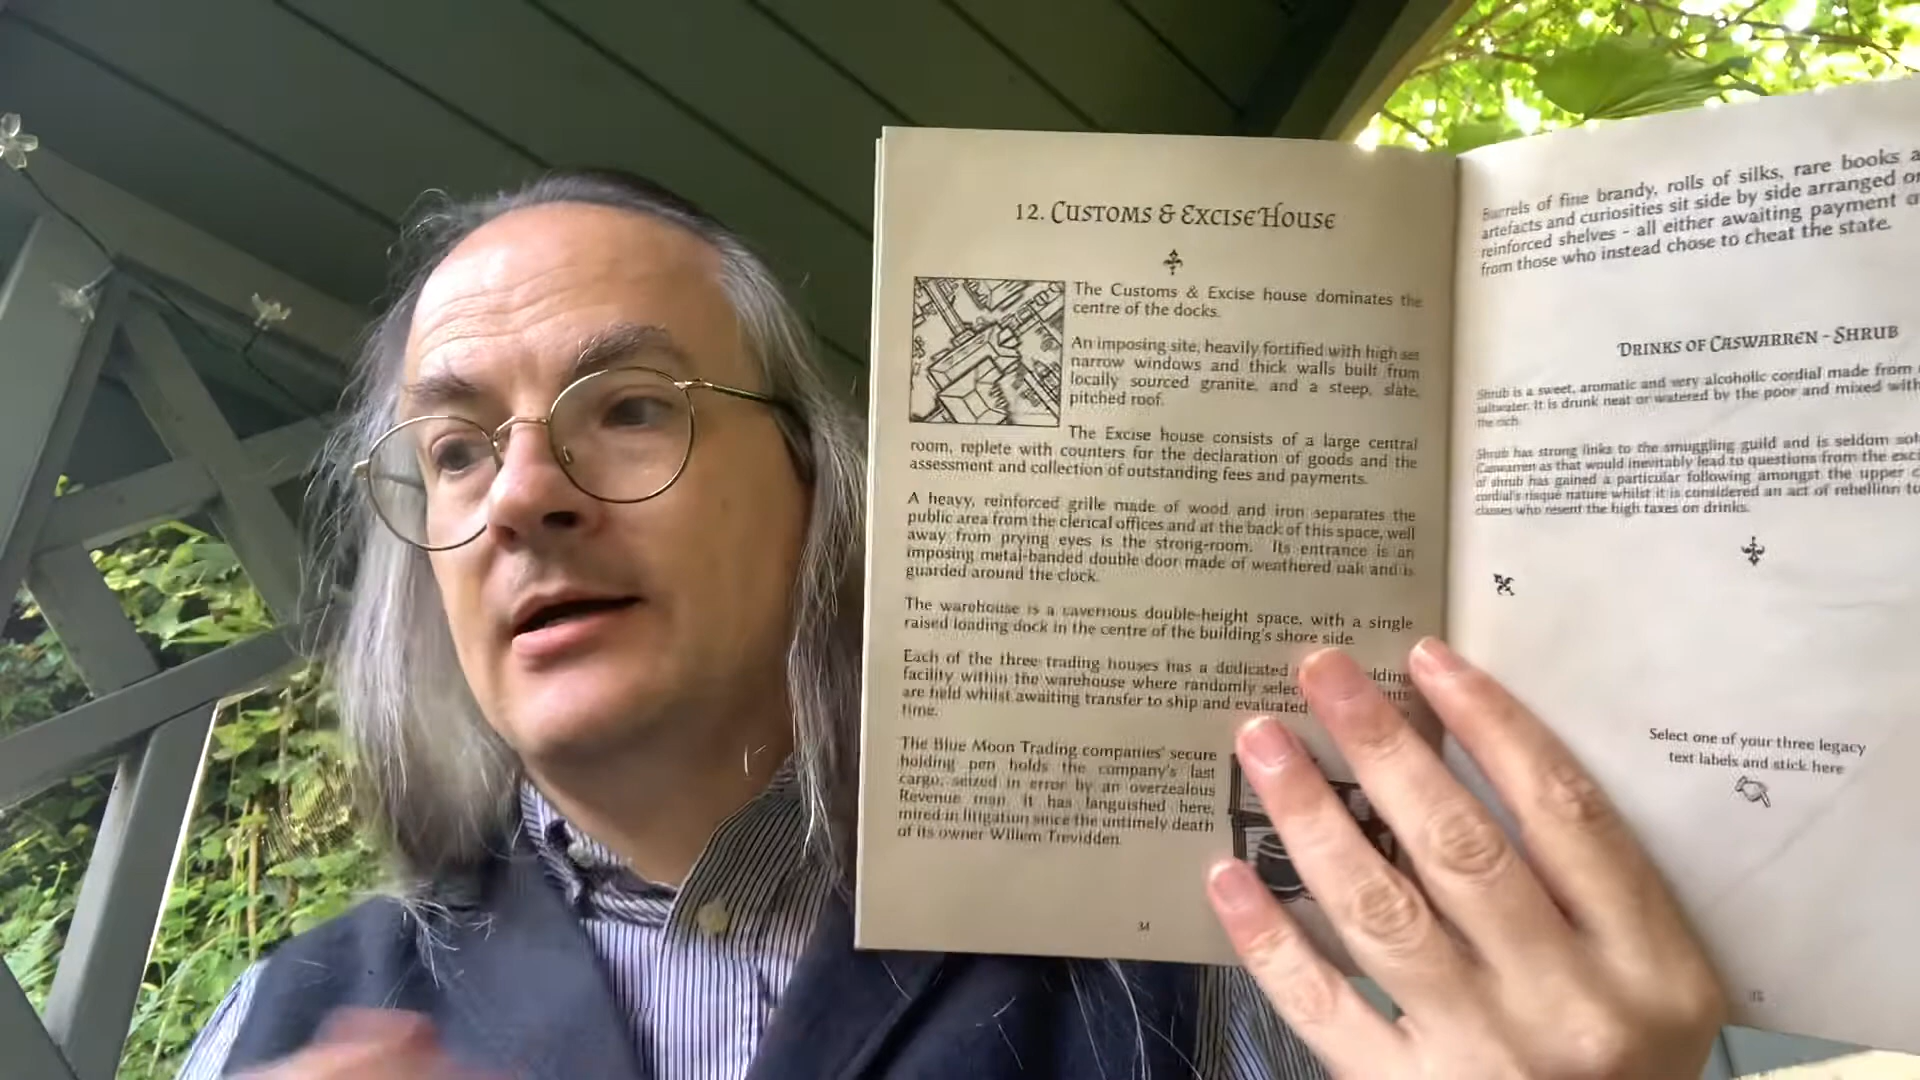 12. Customs & Excise House
The Customs & Excise house dominates the
centre of the docks.
An imposing site, heavily fortified with high set
narrow windows and thick walls built from
locally sourced granite, and a steep, slate,
pitched roof.
The Excise house consists of a large central
room, replete with counters for the declaration of goods and the
assessment and collection of outstanding fees and payments.
A heavy, reinforced grille made of wood and iron separates the
public area from the clerical offices and at the back of this space, well
away from prying eyes is the strong-room. Its entrance is an
imposing metal-banded double door made of weathered oak and is
guarded around the clock.
The warehouse is a cavernous double-height space, with a single
raised loading dock in the centre of the building's shore side.
Each of the three trading houses has a dedicated
facility within the warehouse where randomly
are held whilst awaiting transfer to ship and evaluated
time.
The Blue Moon Trading companies' secure
holding pen holds the company's last
cargo, seized in error by an overzealous
Revenue man. It has languished here,
mired in litigation since the untimely death
of its owner Willem Trevidden.
34
Barrels of fine brandy, rolls of silks, rare books
artefacts and curiosities sit side by side arranged
reinforced shelves - all either awaiting payment
from those who instead chose to cheat the state.
Drinks of Caswarren - Shrub
Shrub is a sweet, aromatic and very alcoholic cordial made from
saltwater. It is drunk neat or watered by the poor and mixed with
the rich.
Shrub has strong links to the smuggling guild and is seldom
Caswarren as that would inevitably lead to questions from the
of shrub has gained a particular following amongst the upper
cordial's risqué nature whilst it is considered an act of rebellion
classes who resent the high taxes on drinks.
Select one of your three legacy
text labels and stick here